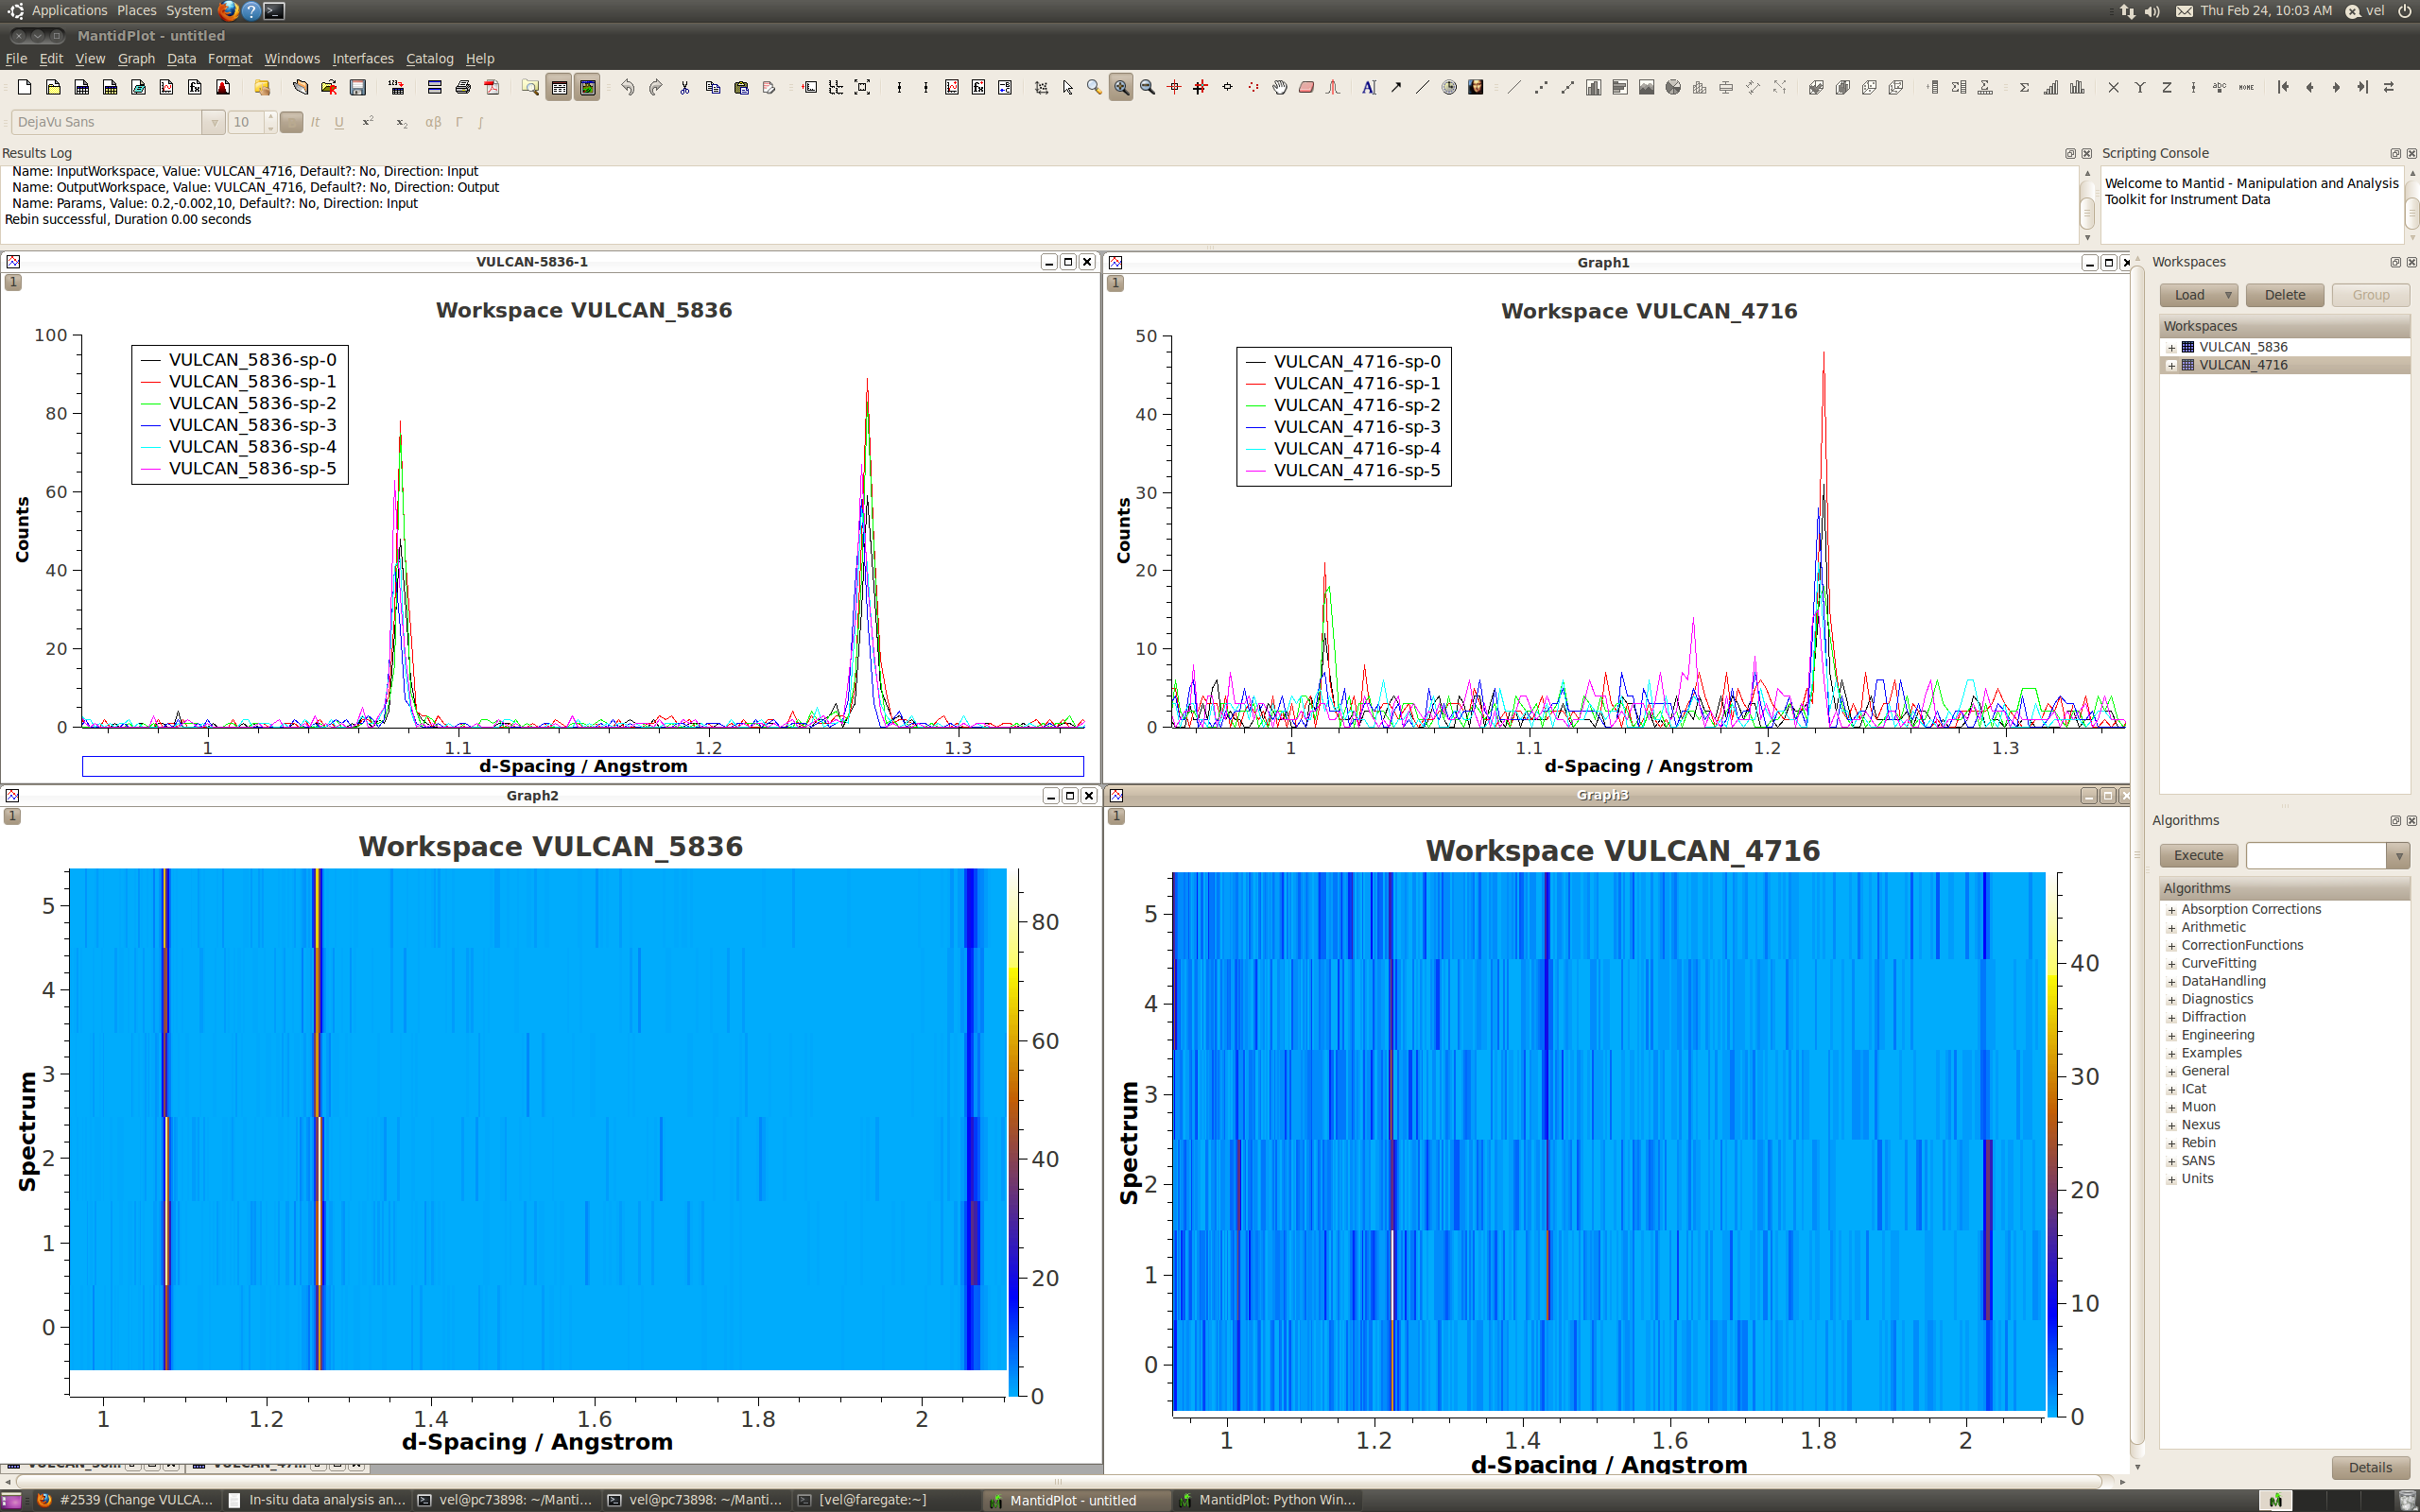 Applications Places System Thu Feb 24, 10:03 AM vel
MantidPlot - untitled
File Edit View Graph Data Format Windows Interfaces Catalog Help
DejaVu Sans 10 It U x² x₂ αβ Γ ∫
Results Log
Name: InputWorkspace, Value: VULCAN_4716, Default?: No, Direction: Input
Name: OutputWorkspace, Value: VULCAN_4716, Default?: No, Direction: Output
Name: Params, Value: 0.2,-0.002,10, Default?: No, Direction: Input
Rebin successful, Duration 0.00 seconds
Scripting Console
Welcome to Mantid - Manipulation and Analysis
Toolkit for Instrument Data
VULCAN-5836-1
1
Workspace VULCAN_5836
VULCAN_5836-sp-0
VULCAN_5836-sp-1
VULCAN_5836-sp-2
VULCAN_5836-sp-3
VULCAN_5836-sp-4
VULCAN_5836-sp-5
Counts
100
80
60
40
20
0
1 1.1 1.2 1.3
d-Spacing / Angstrom
Graph1
1
Workspace VULCAN_4716
VULCAN_4716-sp-0
VULCAN_4716-sp-1
VULCAN_4716-sp-2
VULCAN_4716-sp-3
VULCAN_4716-sp-4
VULCAN_4716-sp-5
Counts
50
40
30
20
10
0
1 1.1 1.2 1.3
d-Spacing / Angstrom
Graph2
1
Workspace VULCAN_5836
Spectrum
5
4
3
2
1
0
80
60
40
20
0
1 1.2 1.4 1.6 1.8 2
d-Spacing / Angstrom
Graph3
1
Workspace VULCAN_4716
Spectrum
5
4
3
2
1
0
40
30
20
10
0
1 1.2 1.4 1.6 1.8 2
d-Spacing / Angstrom
Workspaces
Load Delete Group
Workspaces
VULCAN_5836
VULCAN_4716
Algorithms
Execute
Algorithms
Absorption Corrections
Arithmetic
CorrectionFunctions
CurveFitting
DataHandling
Diagnostics
Diffraction
Engineering
Examples
General
ICat
Muon
Nexus
Rebin
SANS
Units
Details
#2539 (Change VULCA... In-situ data analysis an... vel@pc73898: ~/Manti... vel@pc73898: ~/Manti... [vel@faregate:~] MantidPlot - untitled MantidPlot: Python Win...